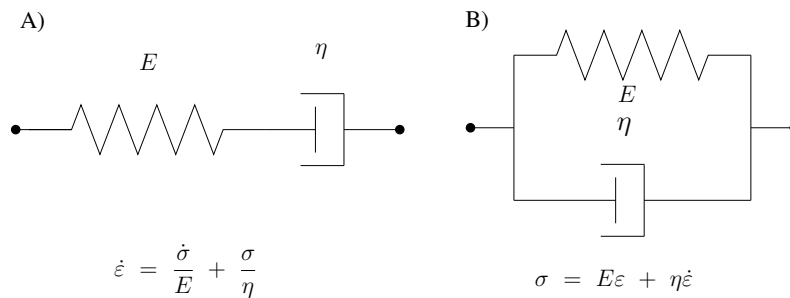 A)
E
η
ε̇ = σ̇/E + σ/η
B)
E
η
σ = Eε + ηε̇